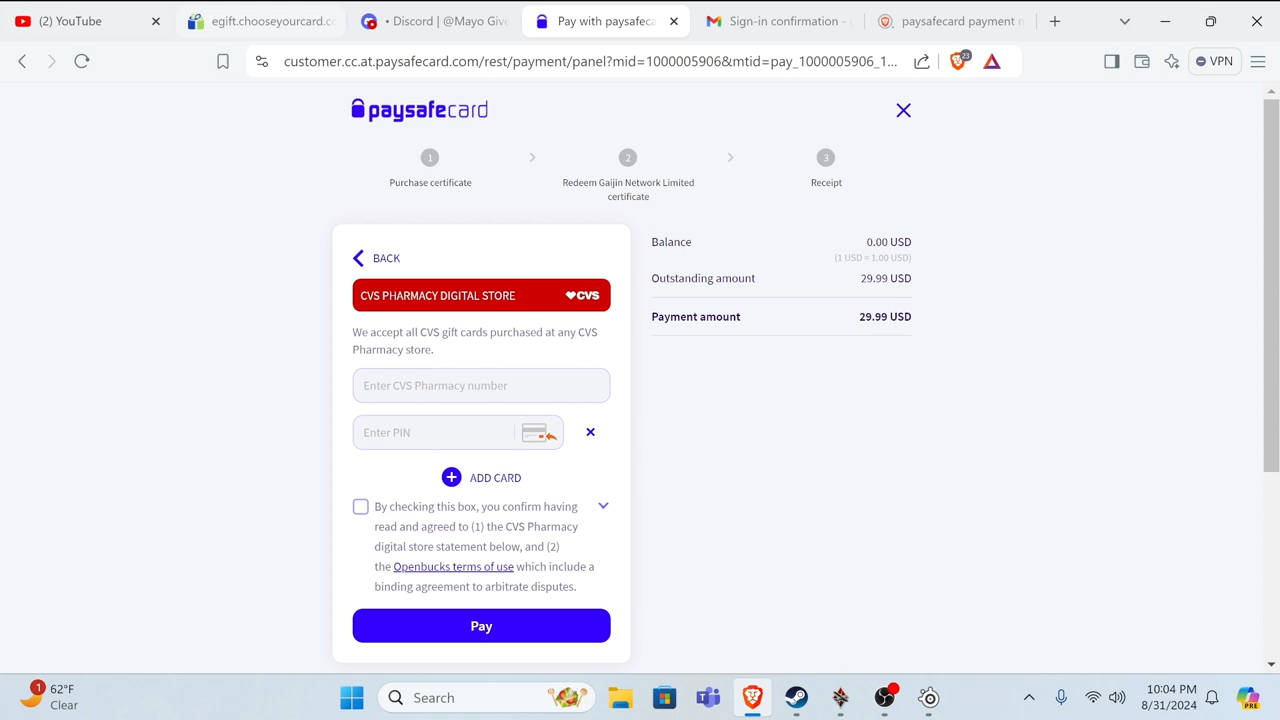 (2) YouTube
egift.chooseyourcard.cc
• Discord | @Mayo Give
Pay with paysafeca
Sign-in confirmation -
paysafecard payment m
customer.cc.at.paysafecard.com/rest/payment/panel?mid=1000005906&mtid=pay_1000005906_1...
23
VPN
paysafecard
1
2
3
Purchase certificate
Redeem Gaijin Network Limited
certificate
Receipt
BACK
CVS PHARMACY DIGITAL STORE
CVS
We accept all CVS gift cards purchased at any CVS
Pharmacy store.
Enter CVS Pharmacy number
Enter PIN
ADD CARD
By checking this box, you confirm having
read and agreed to (1) the CVS Pharmacy
digital store statement below, and (2)
the Openbucks terms of use which include a
binding agreement to arbitrate disputes.
Pay
Balance
0.00 USD
(1 USD = 1.00 USD)
Outstanding amount
29.99 USD
Payment amount
29.99 USD
1
62°F
Clear
Search
10:04 PM
8/31/2024
PRE